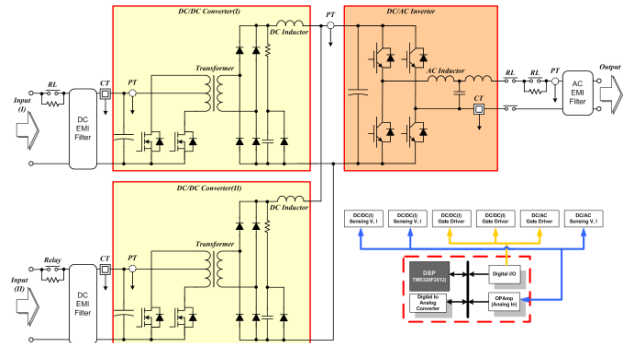 DC/DC Converter(I)
PT
DC/AC Inverter
DC Inductor
Transformer
RL
CT
PT
Input
(I)
DC
EMI
Filter
AC Inductor
RL
RL
PT
CT
AC
EMI
Filter
Output
DC/DC Converter(II)
DC Inductor
Transformer
Relay
CT
PT
Input
(II)
DC
EMI
Filter
DC/DC(I)
Sensing V, I
DC/DC(I)
Sensing V, I
DC/DC(I)
Gate Driver
DC/DC(I)
Gate Driver
DC/AC
Gate Driver
DC/AC
Sensing V, I
DSP
TMS320F2812)
Digital I/O
Digital to
Analog
Converter
OPAmp
(Analog In)